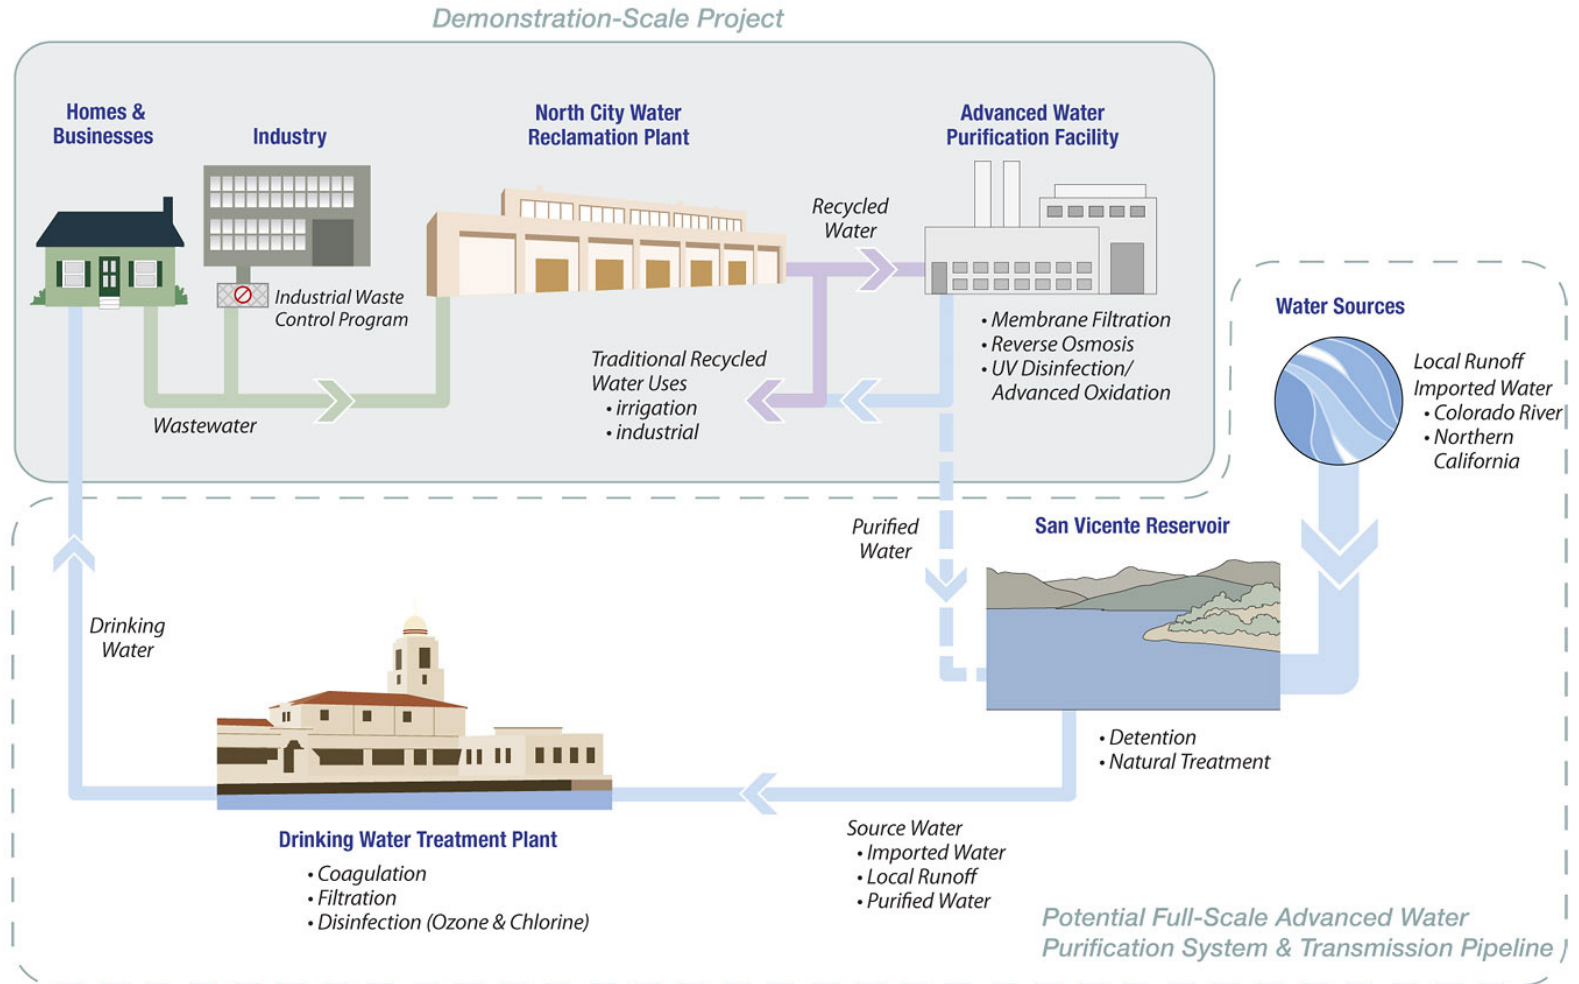 Demonstration-Scale Project
Homes &
Businesses
Industry
North City Water
Reclamation Plant
Advanced Water
Purification Facility
Recycled
Water
Industrial Waste
Control Program
Wastewater
Traditional Recycled
Water Uses
• irrigation
• industrial
• Membrane Filtration
• Reverse Osmosis
• UV Disinfection/
Advanced Oxidation
Water Sources
Local Runoff
Imported Water
• Colorado River
• Northern
California
Purified
Water
San Vicente Reservoir
• Detention
• Natural Treatment
Drinking
Water
Drinking Water Treatment Plant
• Coagulation
• Filtration
• Disinfection (Ozone & Chlorine)
Source Water
• Imported Water
• Local Runoff
• Purified Water
Potential Full-Scale Advanced Water
Purification System & Transmission Pipeline